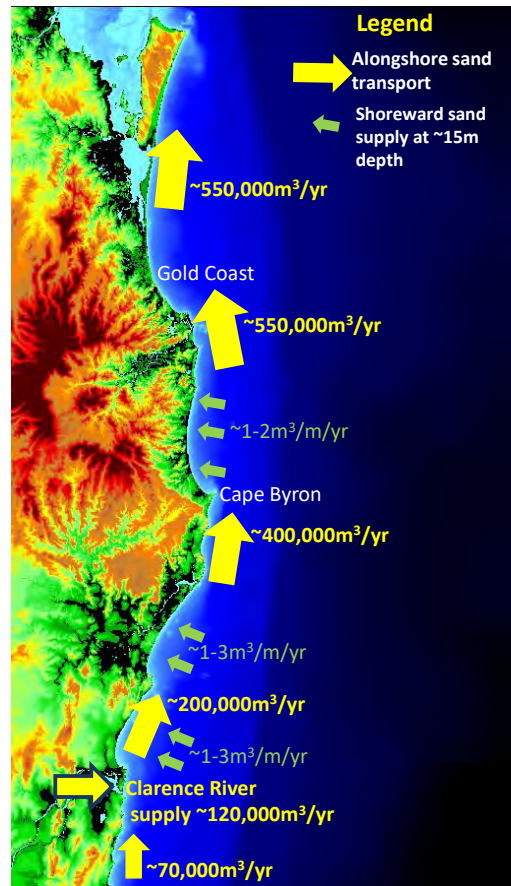 Legend
Alongshore sand
transport
Shoreward sand
supply at ~15m
depth
~550,000m³/yr
Gold Coast
~550,000m³/yr
~1-2m³/m/yr
Cape Byron
~400,000m³/yr
~1-3m³/m/yr
~200,000m³/yr
~1-3m³/m/yr
Clarence River
supply ~120,000m³/yr
~70,000m³/yr